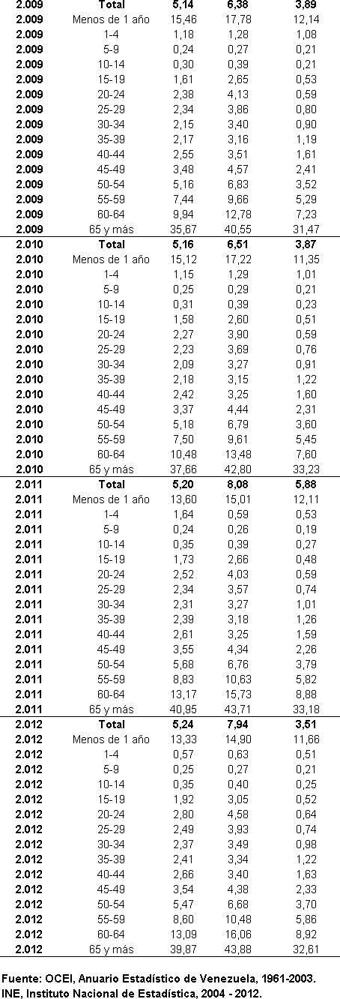 2.009 Total 5,14 6,38 3,89
2.009 Menos de 1 año 15,46 17,78 12,14
2.009 1-4 1,18 1,28 1,08
2.009 5-9 0,24 0,27 0,21
2.009 10-14 0,30 0,39 0,21
2.009 15-19 1,61 2,65 0,53
2.009 20-24 2,38 4,13 0,59
2.009 25-29 2,34 3,86 0,80
2.009 30-34 2,15 3,40 0,90
2.009 35-39 2,17 3,16 1,19
2.009 40-44 2,55 3,51 1,61
2.009 45-49 3,48 4,57 2,41
2.009 50-54 5,16 6,83 3,52
2.009 55-59 7,44 9,66 5,29
2.009 60-64 9,94 12,78 7,23
2.009 65 y más 35,67 40,55 31,47
2.010 Total 5,16 6,51 3,87
2.010 Menos de 1 año 15,12 17,22 11,35
2.010 1-4 1,15 1,29 1,01
2.010 5-9 0,25 0,29 0,21
2.010 10-14 0,31 0,39 0,23
2.010 15-19 1,58 2,60 0,51
2.010 20-24 2,27 3,90 0,59
2.010 25-29 2,23 3,69 0,76
2.010 30-34 2,09 3,27 0,91
2.010 35-39 2,18 3,15 1,22
2.010 40-44 2,42 3,25 1,60
2.010 45-49 3,37 4,44 2,31
2.010 50-54 5,18 6,79 3,60
2.010 55-59 7,50 9,61 5,45
2.010 60-64 10,48 13,48 7,60
2.010 65 y más 37,66 42,80 33,23
2.011 Total 5,20 8,08 5,88
2.011 Menos de 1 año 13,60 15,01 12,11
2.011 1-4 1,64 0,59 0,53
2.011 5-9 0,24 0,26 0,19
2.011 10-14 0,35 0,39 0,27
2.011 15-19 1,73 2,66 0,48
2.011 20-24 2,52 4,03 0,59
2.011 25-29 2,34 3,57 0,74
2.011 30-34 2,31 3,27 1,01
2.011 35-39 2,39 3,18 1,26
2.011 40-44 2,61 3,25 1,59
2.011 45-49 3,55 4,34 2,26
2.011 50-54 5,68 6,76 3,79
2.011 55-59 8,83 10,63 5,82
2.011 60-64 13,17 15,73 8,88
2.011 65 y más 40,95 43,71 33,18
2.012 Total 5,24 7,94 3,51
2.012 Menos de 1 año 13,33 14,90 11,66
2.012 1-4 0,57 0,63 0,51
2.012 5-9 0,25 0,27 0,21
2.012 10-14 0,35 0,40 0,25
2.012 15-19 1,92 3,05 0,52
2.012 20-24 2,80 4,58 0,64
2.012 25-29 2,49 3,93 0,74
2.012 30-34 2,37 3,49 0,98
2.012 35-39 2,41 3,34 1,22
2.012 40-44 2,66 3,40 1,63
2.012 45-49 3,54 4,38 2,33
2.012 50-54 5,47 6,68 3,70
2.012 55-59 8,60 10,48 5,86
2.012 60-64 13,09 16,06 8,92
2.012 65 y más 39,87 43,88 32,61
Fuente: OCEI, Anuario Estadístico de Venezuela, 1961-2003.
INE, Instituto Nacional de Estadística, 2004 - 2012.